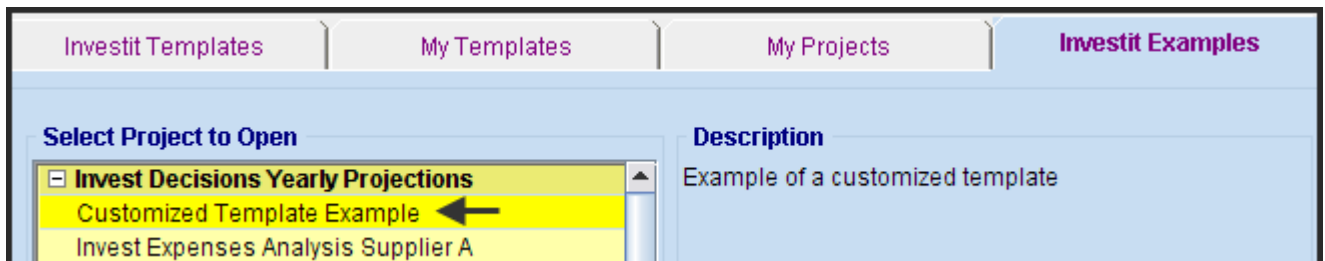 Investit Templates
My Templates
My Projects
Investit Examples
Select Project to Open
Description
Invest Decisions Yearly Projections
Example of a customized template
Customized Template Example
Invest Expenses Analysis Supplier A